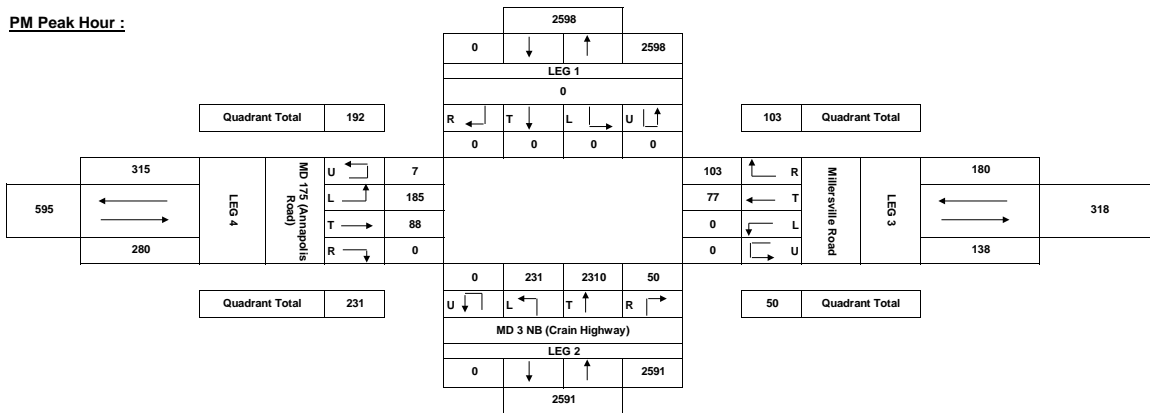 PM Peak Hour :
2598
0 2598
LEG 1
0
Quadrant Total 192
R T L U
103 Quadrant Total
0 0 0 0
315
U 7
103 R
180
595
LEG 4
MD 175 (Annapolis Road)
L 185
77 T
Millersville Road
LEG 3
318
T 88
0 L
280
R 0
0 U
138
0 231 2310 50
Quadrant Total 231
U L T R
50 Quadrant Total
MD 3 NB (Crain Highway)
LEG 2
0 2591
2591